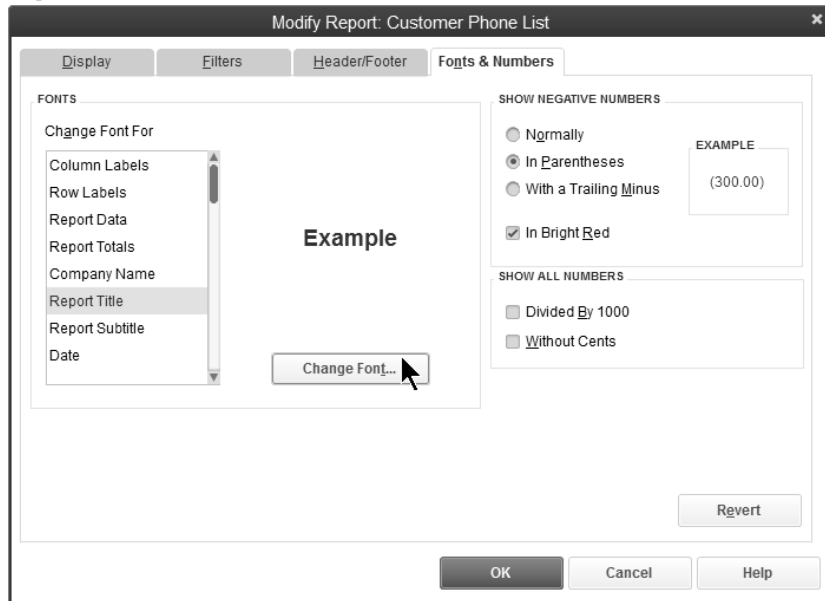 Modify Report: Customer Phone List ×
Display Filters Header/Footer Fonts & Numbers
FONTS
Change Font For
Column Labels
Row Labels
Report Data
Report Totals
Company Name
Report Title
Report Subtitle
Date
Example
Change Font...
SHOW NEGATIVE NUMBERS
Normally
In Parentheses
With a Trailing Minus
In Bright Red
EXAMPLE
(300.00)
SHOW ALL NUMBERS
Divided By 1000
Without Cents
Revert
OK Cancel Help